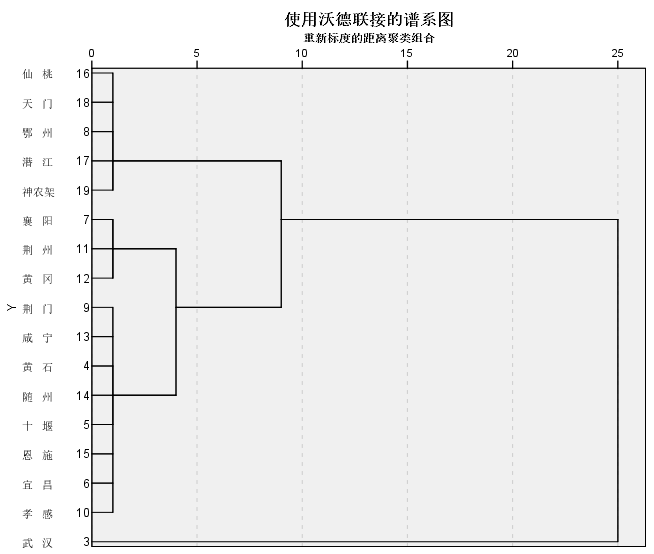 使用沃德联接的谱系图
重新标度的距离聚类组合
0 5 10 15 20 25
仙 桃 16
天 门 18
鄂 州 8
潜 江 17
神农架 19
襄 阳 7
荆 州 11
黄 冈 12
Y
荆 门 9
咸 宁 13
黄 石 4
随 州 14
十 堰 5
恩 施 15
宜 昌 6
孝 感 10
武 汉 3